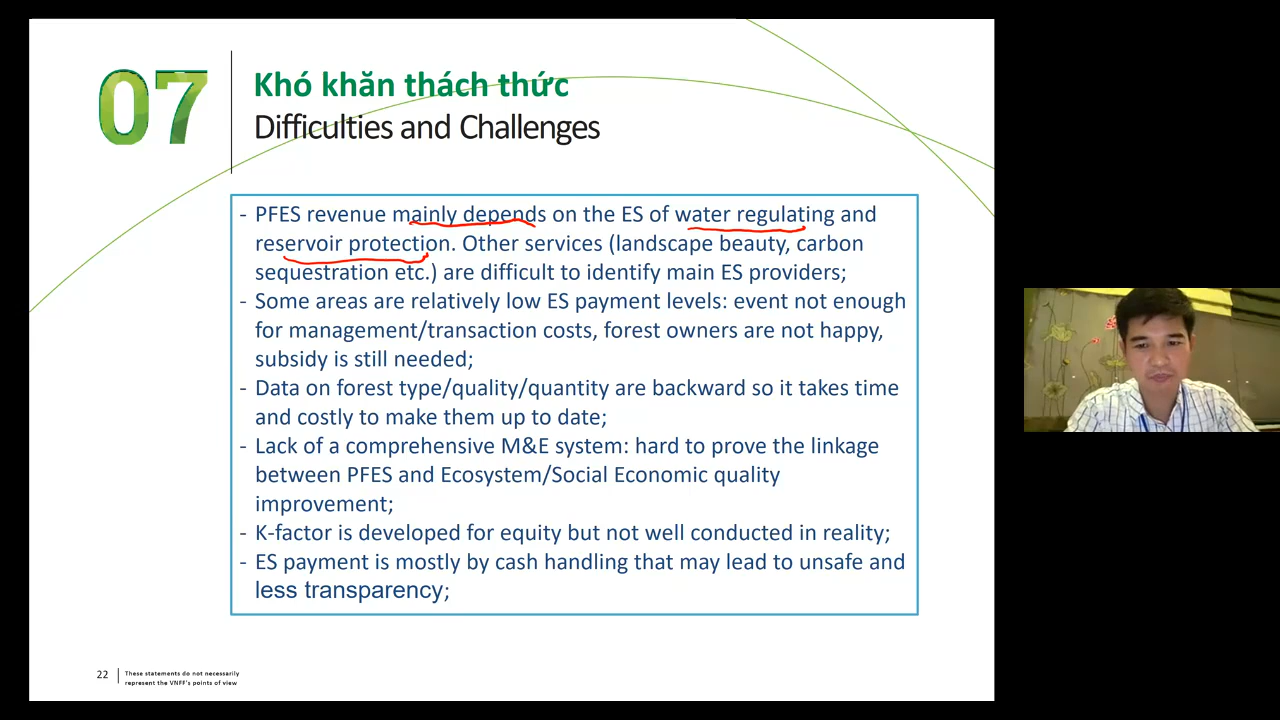 07
Khó khăn thách thức
Difficulties and Challenges
- PFES revenue mainly depends on the ES of water regulating and
reservoir protection. Other services (landscape beauty, carbon
sequestration etc.) are difficult to identify main ES providers;
- Some areas are relatively low ES payment levels: event not enough
for management/transaction costs, forest owners are not happy,
subsidy is still needed;
- Data on forest type/quality/quantity are backward so it takes time
and costly to make them up to date;
- Lack of a comprehensive M&E system: hard to prove the linkage
between PFES and Ecosystem/Social Economic quality
improvement;
- K-factor is developed for equity but not well conducted in reality;
- ES payment is mostly by cash handling that may lead to unsafe and
less transparency;
22
These statements do not necessarily
represent the VNFF's points of view